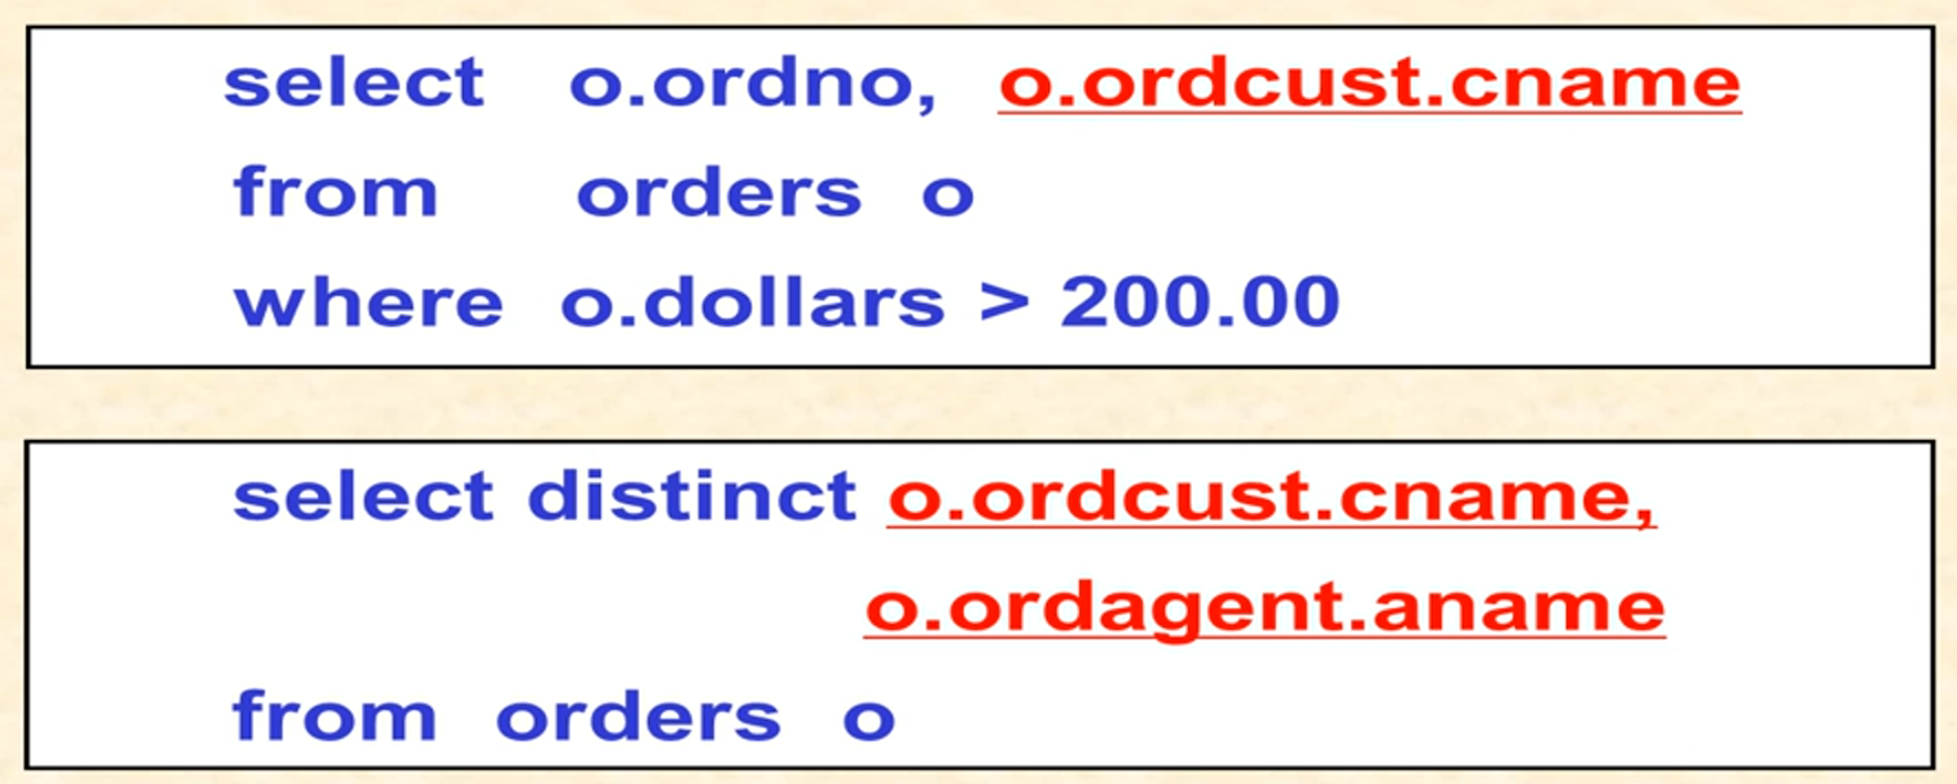 select o.ordno, o.ordcust.cname
from orders o
where o.dollars > 200.00
select distinct o.ordcust.cname,
o.ordagent.aname
from orders o